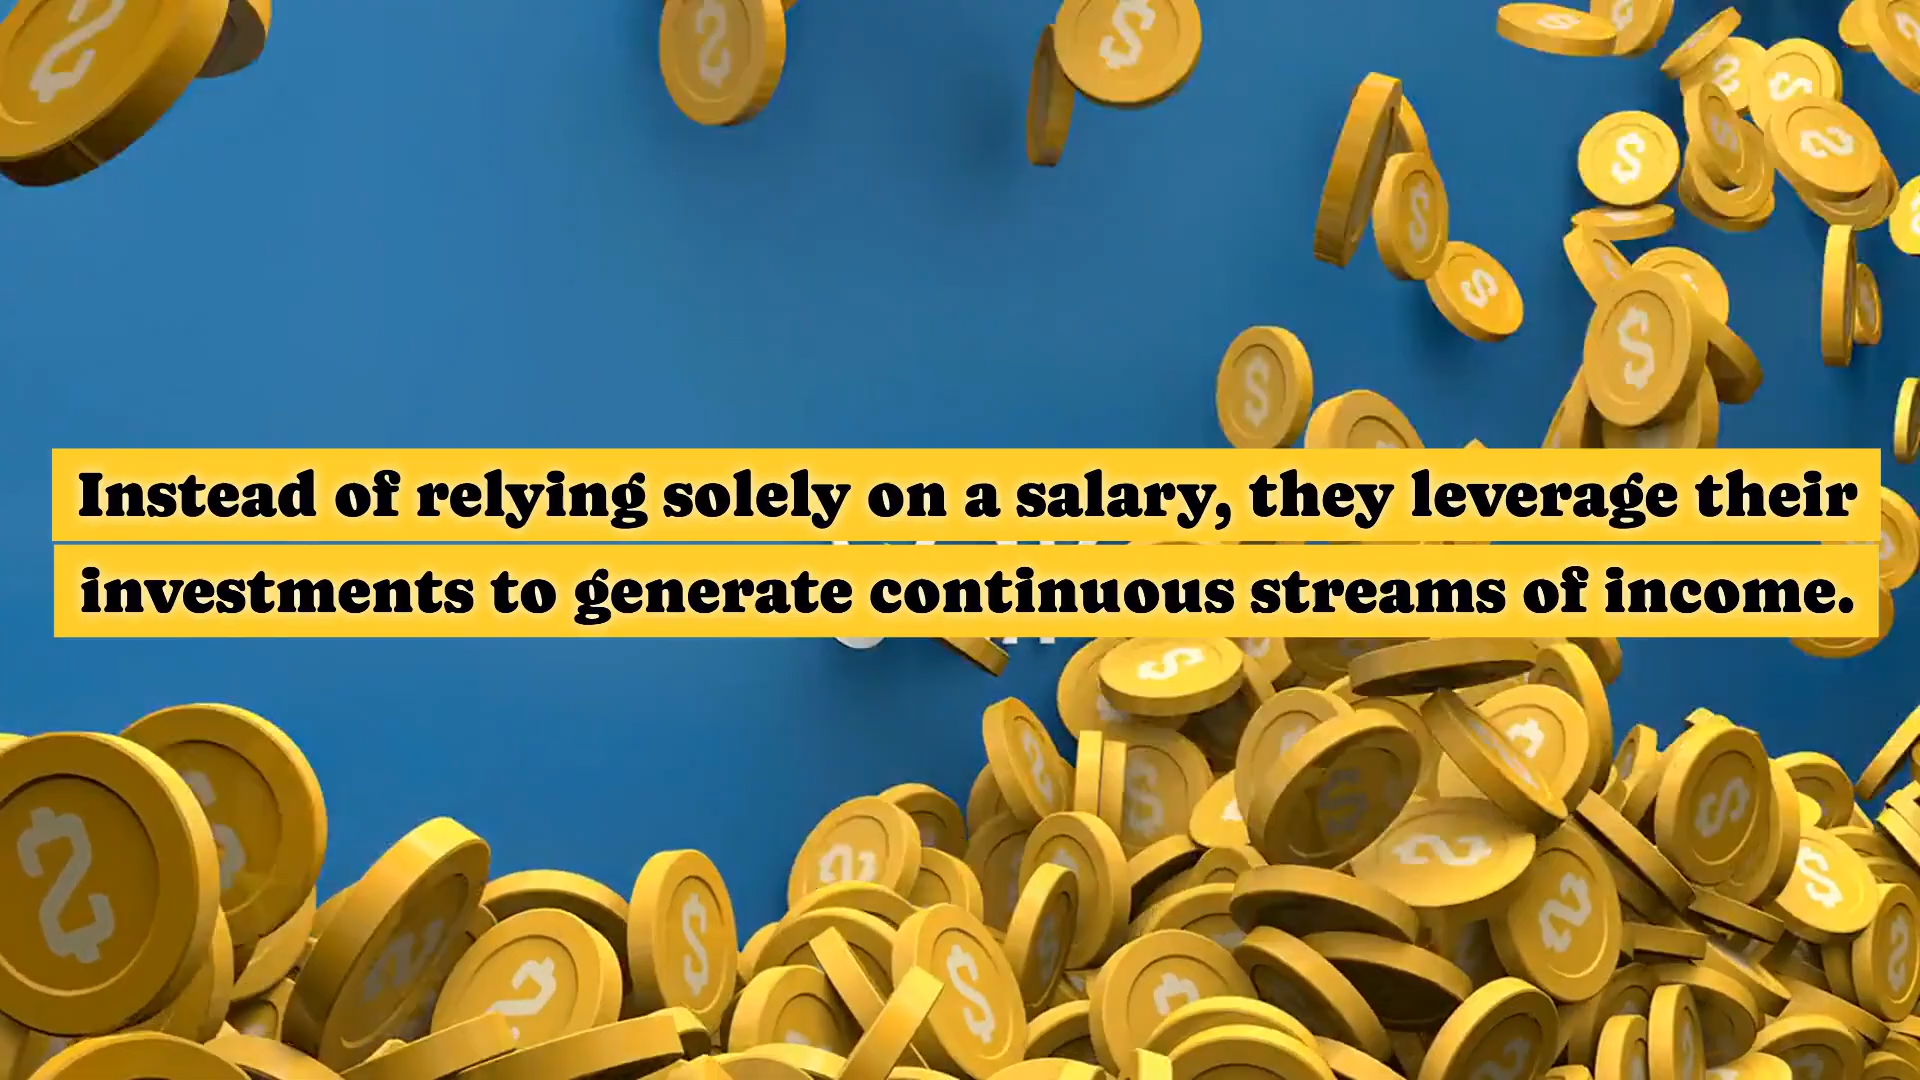 Instead of relying solely on a salary, they leverage their
investments to generate continuous streams of income.